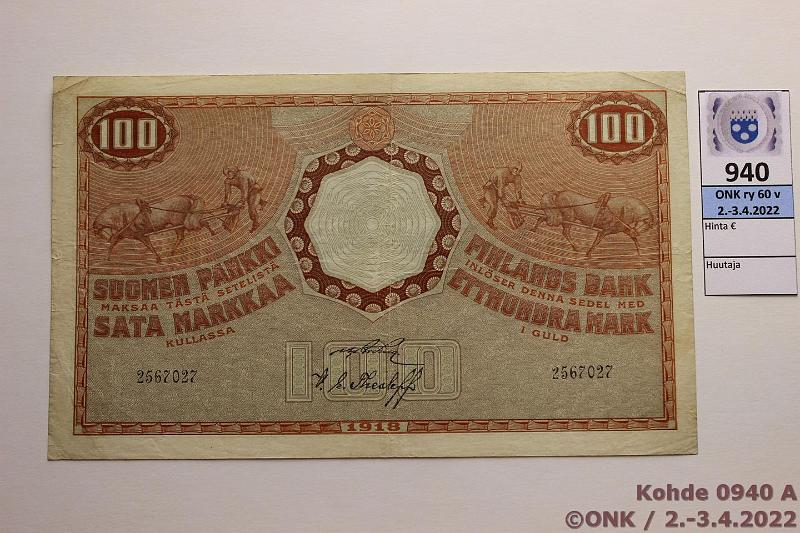 100
100
SUOMEN PANKKI
MAKSAA TÄSTÄ SETELISTÄ
SATA MARKKAA
KULLASSA
FINLANDS BANK
INLÖSER DENNA SEDEL MED
ETTHUNDRA MARK
I GULD
100
2567027
2567027
1918
940
ONK ry 60 v
2.-3.4.2022
Hinta €
Huutaja
Kohde 0940 A
©ONK / 2.-3.4.2022